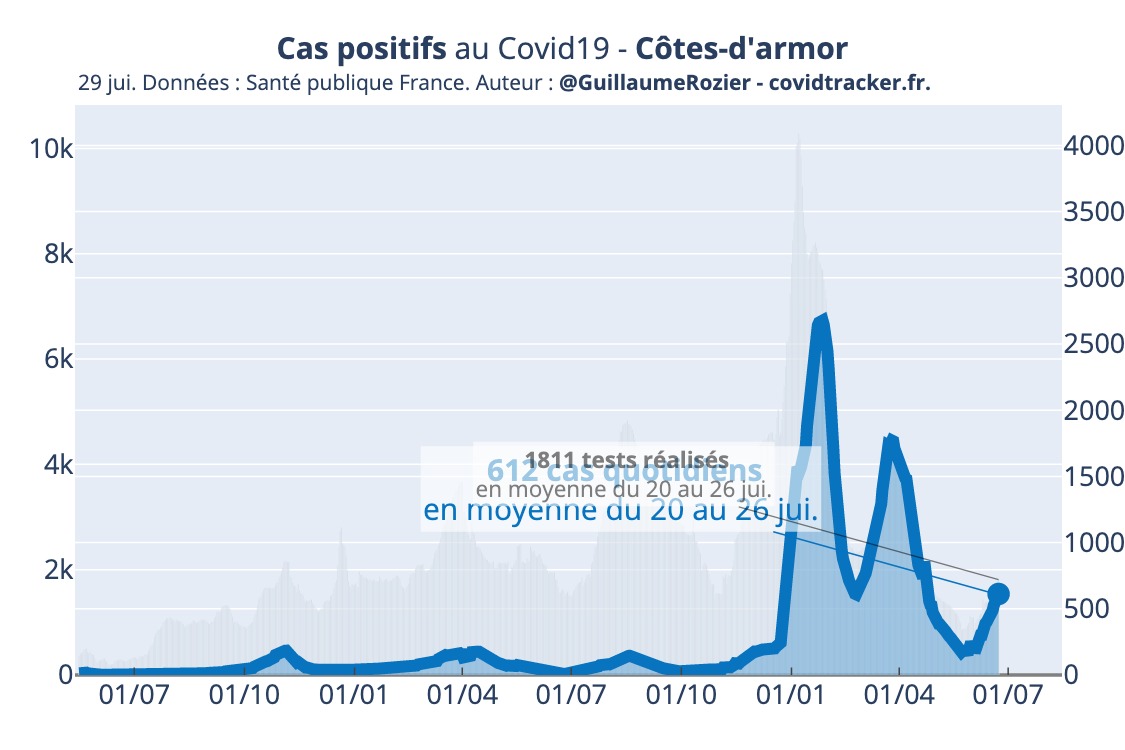 Cas positifs au Covid19 - Côtes-d'armor
29 jui. Données : Santé publique France. Auteur : @GuillaumeRozier - covidtracker.fr.
10k
8k
6k
4k
2k
0
4000
3500
3000
2500
2000
1500
1000
500
0
1811 tests réalisés
en moyenne du 20 au 26 jui.
612 cas quotidiens
en moyenne du 20 au 26 jui.
01/07 01/10 01/01 01/04 01/07 01/10 01/01 01/04 01/07